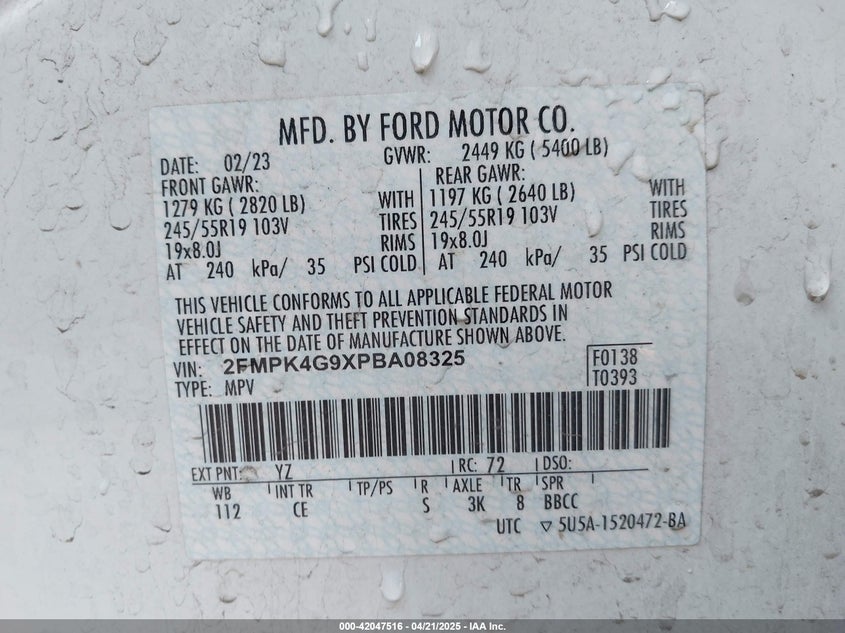 MFD. BY FORD MOTOR CO.
DATE: 02/23 GVWR: 2449 KG ( 5400 LB)
FRONT GAWR: REAR GAWR:
1279 KG ( 2820 LB) WITH 1197 KG ( 2640 LB) WITH
245/55R19 103V TIRES 245/55R19 103V TIRES
19x8.0J RIMS 19x8.0J RIMS
AT 240 kPa/ 35 PSI COLD AT 240 kPa/ 35 PSI COLD
THIS VEHICLE CONFORMS TO ALL APPLICABLE FEDERAL MOTOR
VEHICLE SAFETY AND THEFT PREVENTION STANDARDS IN
EFFECT ON THE DATE OF MANUFACTURE SHOWN ABOVE.
VIN: 2FMPK4G9XPBA08325 F0138
TYPE: MPV T0393
EXT PNT: YZ RC: 72 DSO:
WB INT TR TP/PS R AXLE TR SPR
112 CE S 3K 8 BBCC
UTC ▽ 5U5A-1520472-BA
000-42047516 - 04/21/2025 - IAA Inc.